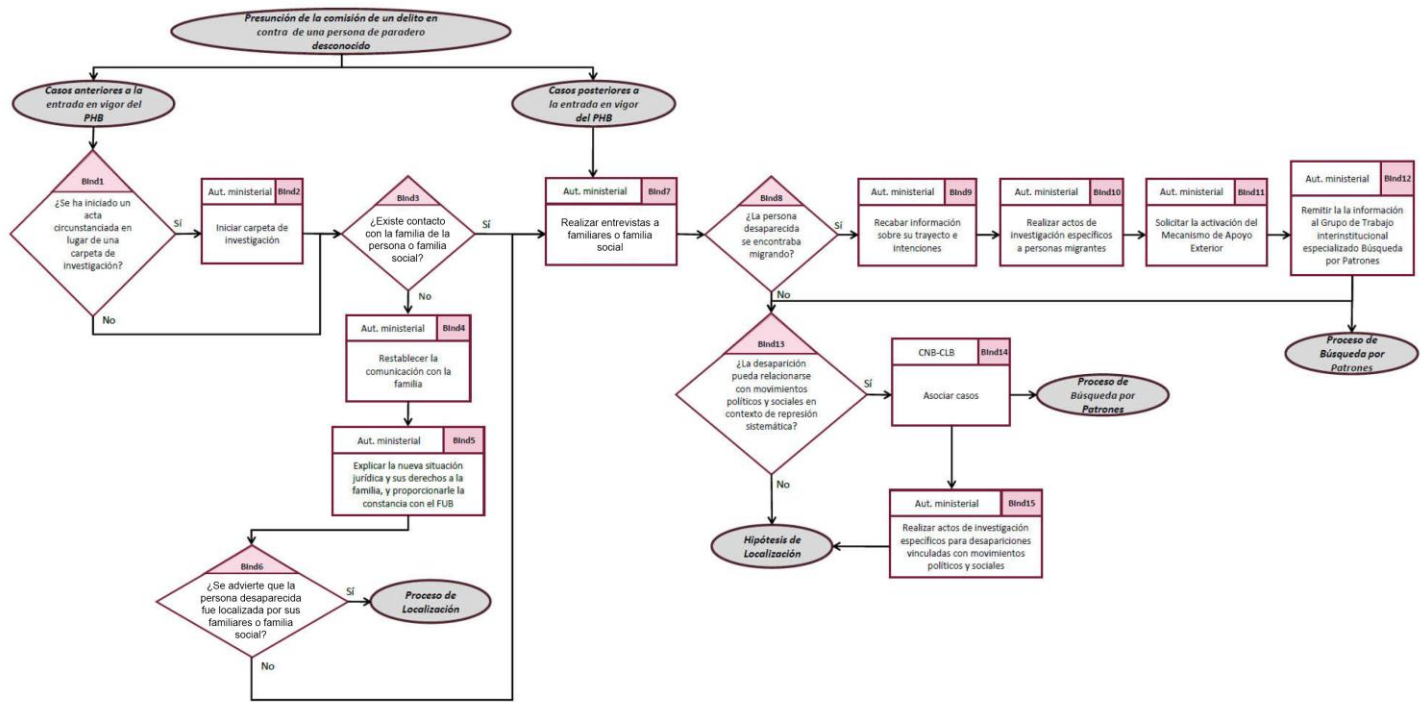 Presunción de la comisión de un delito en
contra de una persona de paradero
desconocido
Casos anteriores a la
entrada en vigor del
PHB
Casos posteriores a
la entrada en vigor
del PHB
BInd1
¿Se ha iniciado un
acta
circunstanciada en
lugar de una
carpeta de
investigación?
Sí
No
Aut. ministerial
BInd2
Iniciar carpeta de
investigación
BInd3
¿Existe contacto
con la familia de la
persona o familia
social?
Sí
No
Aut. ministerial
BInd4
Restablecer la
comunicación con la
familia
Aut. ministerial
BInd5
Explicar la nueva situación
jurídica y sus derechos a la
familia, y proporcionarle la
constancia con el FUB
BInd6
¿Se advierte que la
persona desaparecida
fue localizada por sus
familiares o familia
social?
Sí
No
Proceso de
Localización
Aut. ministerial
BInd7
Realizar entrevistas a
familiares o familia
social
BInd8
¿La persona
desaparecida
se encontraba
migrando?
Sí
No
Aut. ministerial
BInd9
Recabar información
sobre su trayecto e
intenciones
Aut. ministerial
BInd10
Realizar actos de
investigación específicos
a personas migrantes
Aut. ministerial
BInd11
Solicitar la activación del
Mecanismo de Apoyo
Exterior
Aut. ministerial
BInd12
Remitir la la información
al Grupo de Trabajo
interinstitucional
especializado Búsqueda
por Patrones
Proceso de
Búsqueda por
Patrones
BInd13
¿La desaparición
pueda relacionarse
con movimientos
políticos y sociales en
contexto de represión
sistemática?
Sí
No
CNB-CLB
BInd14
Asociar casos
Proceso de
Búsqueda por
Patrones
Aut. ministerial
BInd15
Realizar actos de investigación
específicos para desapariciones
vinculadas con movimientos
políticos y sociales
Hipótesis de
Localización